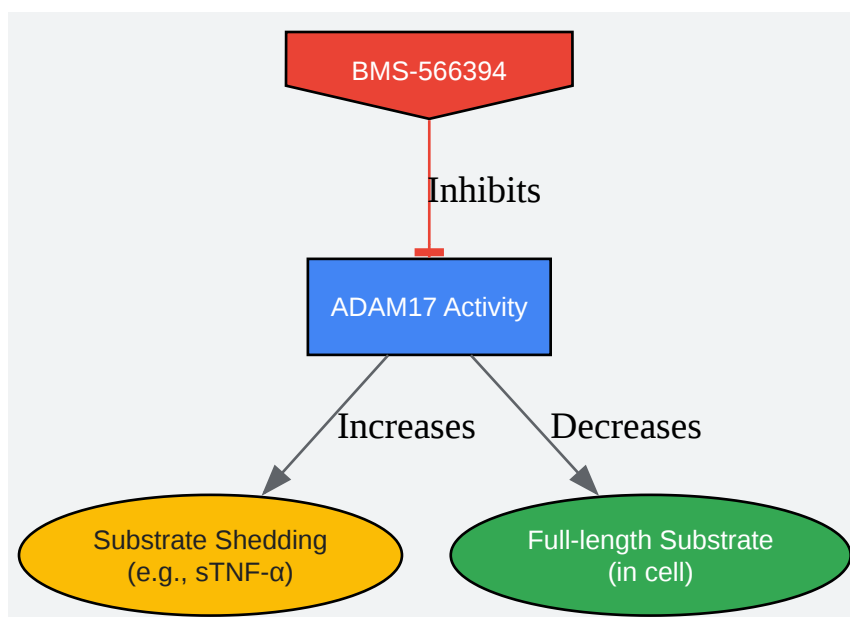 BMS-566394
Inhibits
ADAM17 Activity
Increases
Decreases
Substrate Shedding
(e.g., sTNF-α)
Full-length Substrate
(in cell)